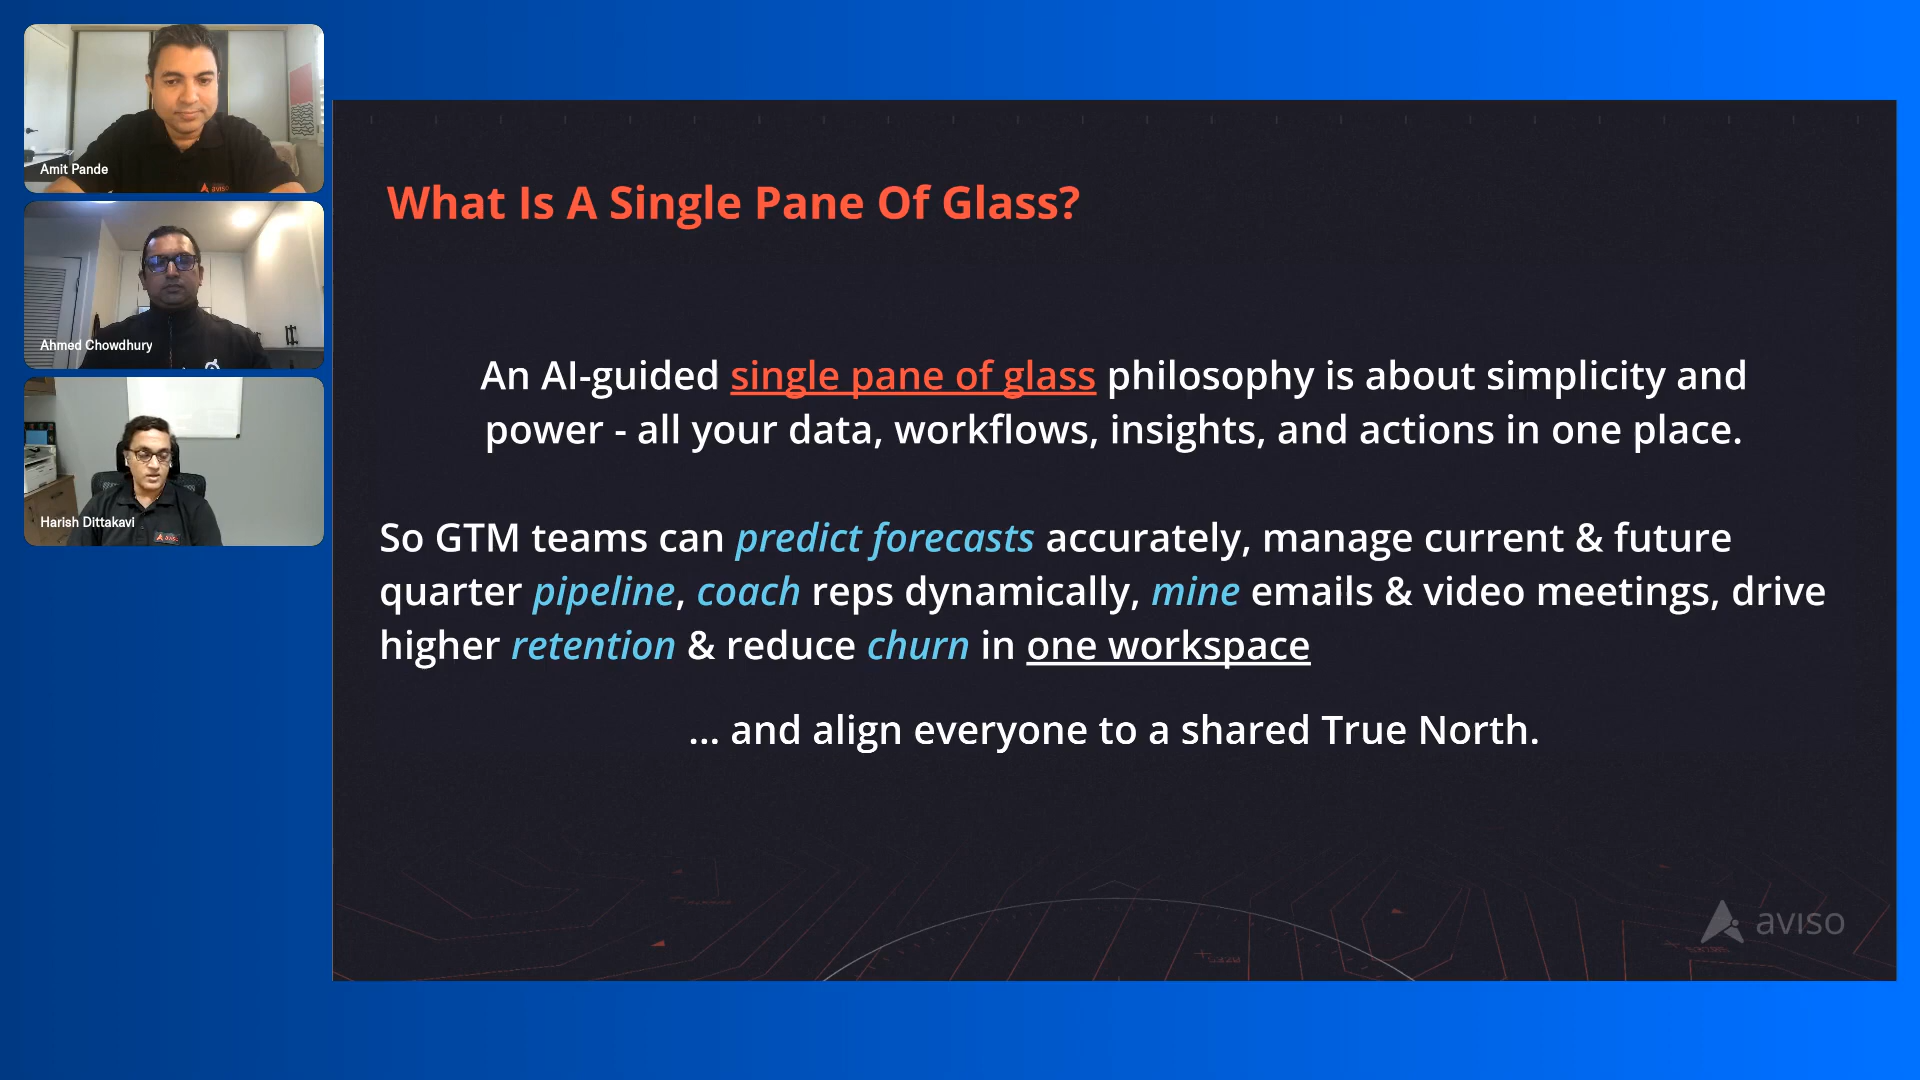 Amit Pande
aviso
Ahmed Chowdhury
Harish Dittakavi
What Is A Single Pane Of Glass?
An AI-guided single pane of glass philosophy is about simplicity and
power - all your data, workflows, insights, and actions in one place.
So GTM teams can predict forecasts accurately, manage current & future
quarter pipeline, coach reps dynamically, mine emails & video meetings, drive
higher retention & reduce churn in one workspace
... and align everyone to a shared True North.
aviso